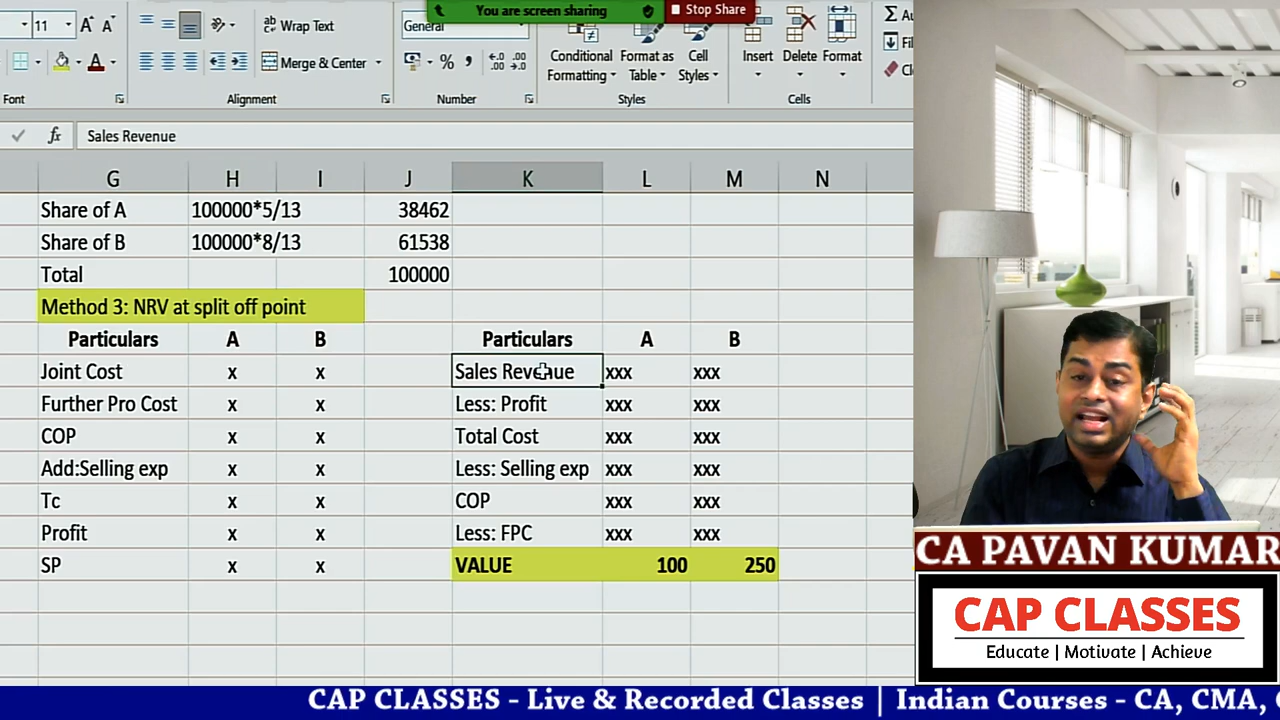 You are screen sharing
Stop Share
11
A A
Wrap Text
General
Merge & Center
Conditional Formatting
Format as Table
Cell Styles
Insert
Delete
Format
Font
Alignment
Number
Styles
Cells
fx Sales Revenue
G H I J K L M N
Share of A 100000*5/13 38462
Share of B 100000*8/13 61538
Total 100000
Method 3: NRV at split off point
Particulars A B Particulars A B
Joint Cost x x Sales Revenue xxx xxx
Further Pro Cost x x Less: Profit xxx xxx
COP x x Total Cost xxx xxx
Add:Selling exp x x Less: Selling exp xxx xxx
Tc x x COP xxx xxx
Profit x x Less: FPC xxx xxx
SP x x VALUE 100 250
CA PAVAN KUMAR
CAP CLASSES
Educate | Motivate | Achieve
CAP CLASSES - Live & Recorded Classes | Indian Courses - CA, CMA,